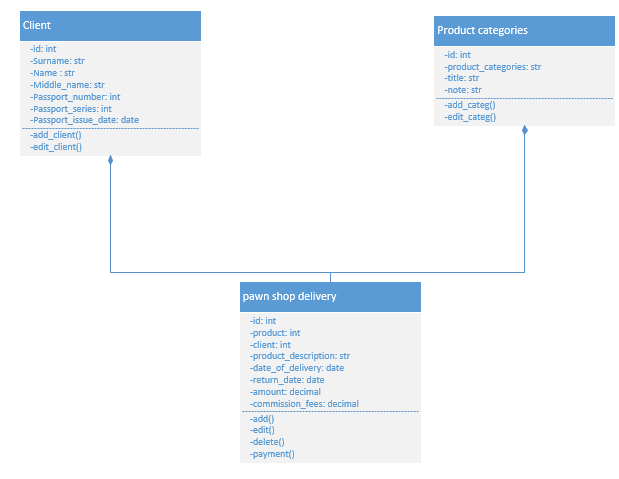 Client
-id: int
-Surname: str
-Name : str
-Middle_name: str
-Passport_number: int
-Passport_series: int
-Passport_issue_date: date
-add_client()
-edit_client()
Product categories
-id: int
-product_categories: str
-title: str
-note: str
-add_categ()
-edit_categ()
pawn shop delivery
-id: int
-product: int
-client: int
-product_description: str
-date_of_delivery: date
-return_date: date
-amount: decimal
-commission_fees: decimal
-add()
-edit()
-delete()
-payment()